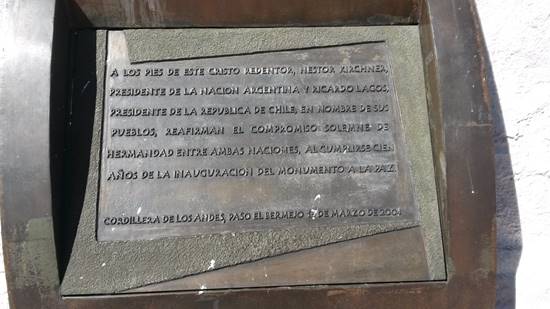 A LOS PIES DE ESTE CRISTO REDENTOR, NESTOR KIRCHNER,
PRESIDENTE DE LA NACION ARGENTINA Y RICARDO LAGOS,
PRESIDENTE DE LA REPUBLICA DE CHILE, EN NOMBRE DE SUS
PUEBLOS, REAFIRMAN EL COMPROMISO SOLEMNE DE
HERMANDAD ENTRE AMBAS NACIONES, AL CUMPLIRSE CIEN
AÑOS DE LA INAUGURACION DEL MONUMENTO A LA PAZ.
CORDILLERA DE LOS ANDES, PASO EL BERMEJO DE MARZO DE 2004